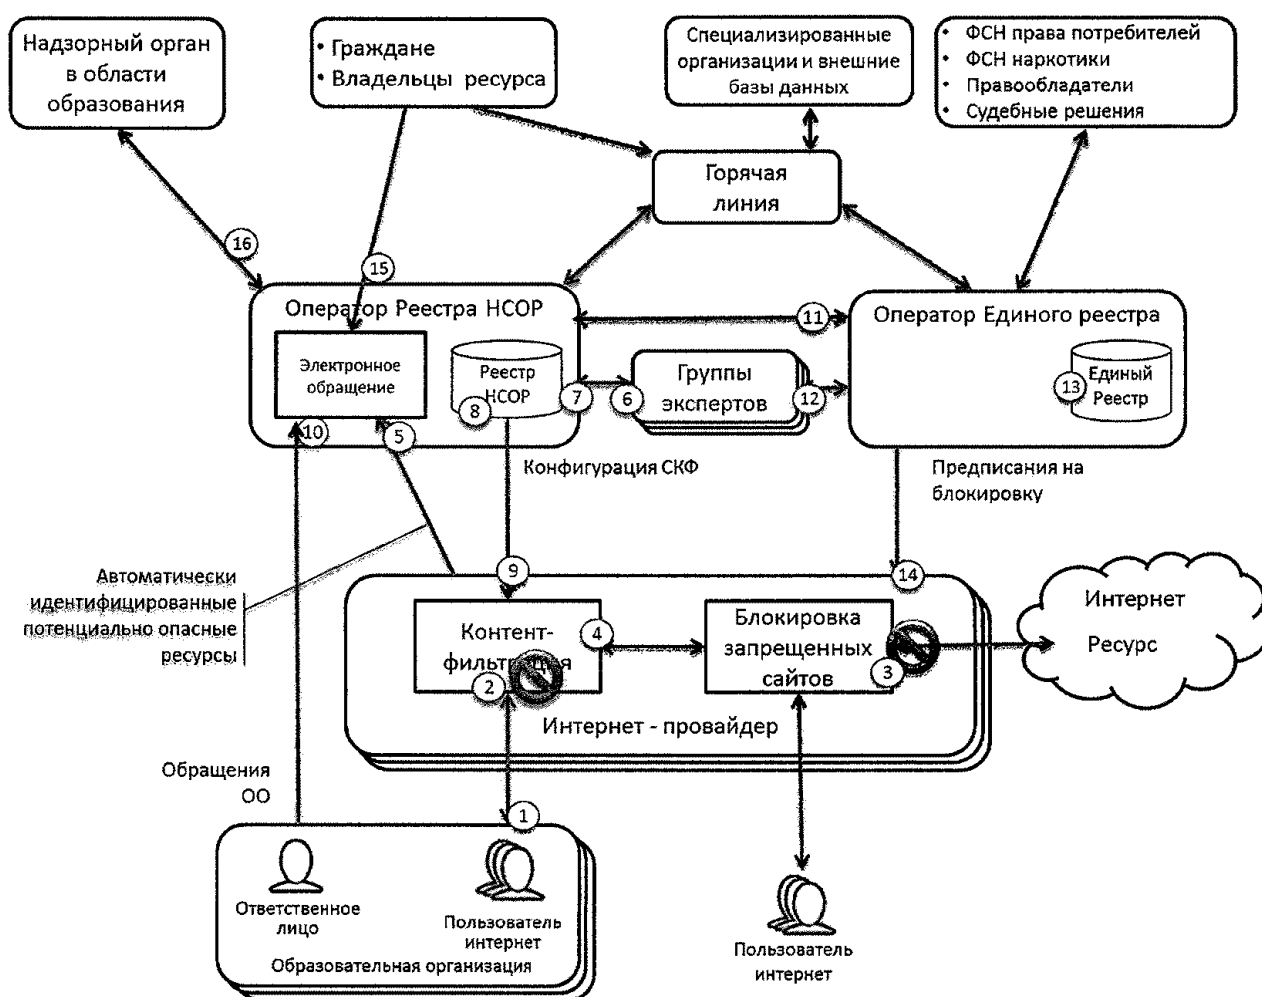 Надзорный орган
в области
образования
• Граждане
• Владельцы ресурса
Специализированные
организации и внешние
базы данных
• ФСН права потребителей
• ФСН наркотики
• Правообладатели
• Судебные решения
Горячая
линия
16
15
Оператор Реестра НСОР
11
Оператор Единого реестра
Электронное
обращение
Реестр
НСОР
8
7
6
Группы
экспертов
12
13
Единый
Реестр
10
5
Конфигурация СКФ
Предписания на
блокировку
Автоматически
идентифицированные
потенциально опасные
ресурсы
9
14
Контент-
фильтрация
2
4
Блокировка
запрещенных
сайтов
3
Интернет
Ресурс
Интернет - провайдер
Обращения
ОО
1
Ответственное
лицо
Пользователь
интернет
Образовательная организация
Пользователь
интернет